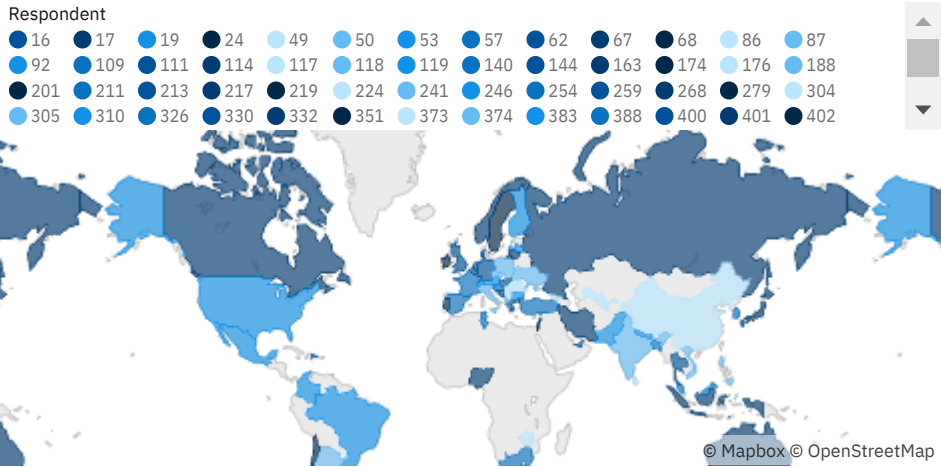 Respondent
16 17 19 24 49 50 53 57 62 67 68 86 87
92 109 111 114 117 118 119 140 144 163 174 176 188
201 211 213 217 219 224 241 246 254 259 268 279 304
305 310 326 330 332 351 373 374 383 388 400 401 402
© Mapbox © OpenStreetMap